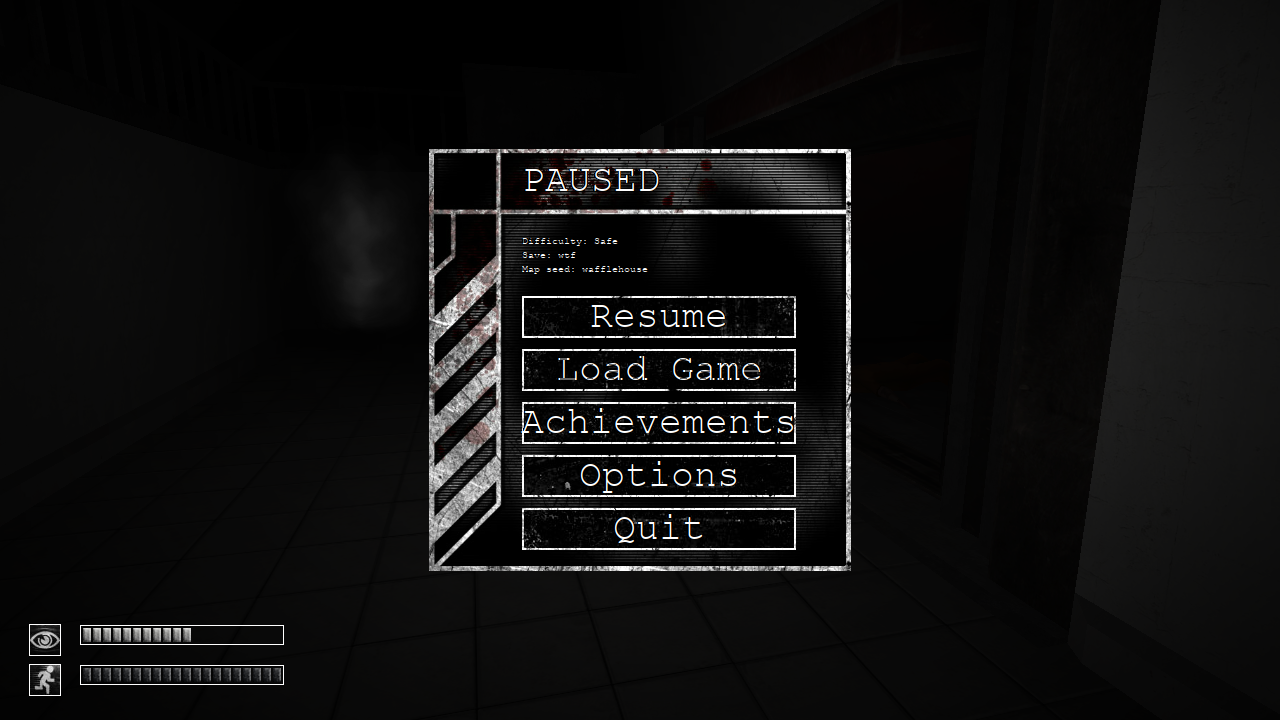 PAUSED
Difficulty: Safe
Save: wtf
Map seed: wafflehouse
Resume
Load Game
Achievements
Options
Quit